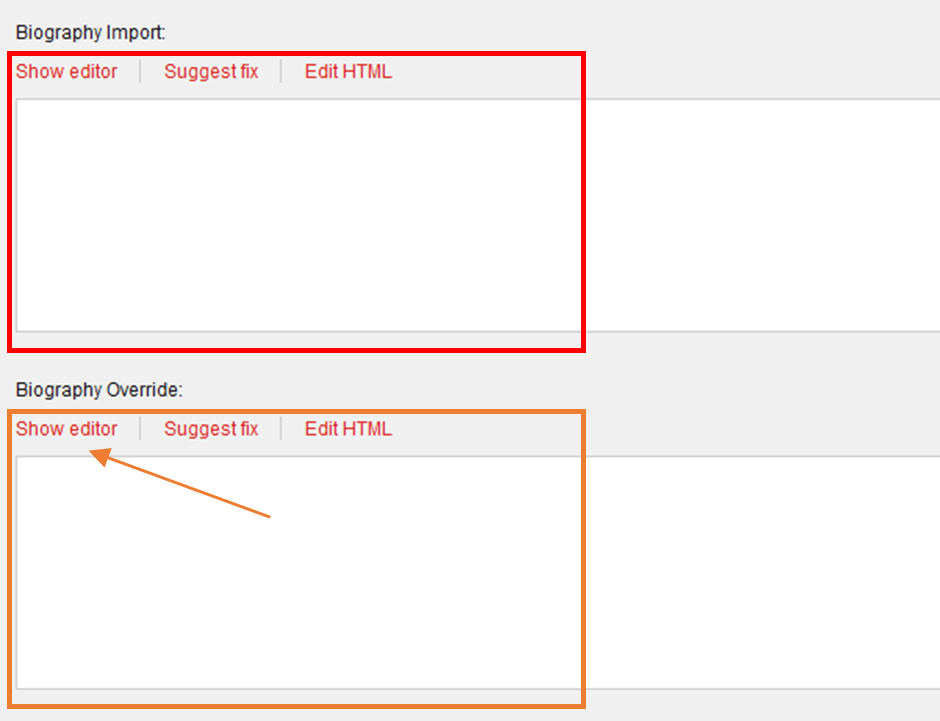 Biography Import:
Show editor Suggest fix Edit HTML
Biography Override:
Show editor Suggest fix Edit HTML